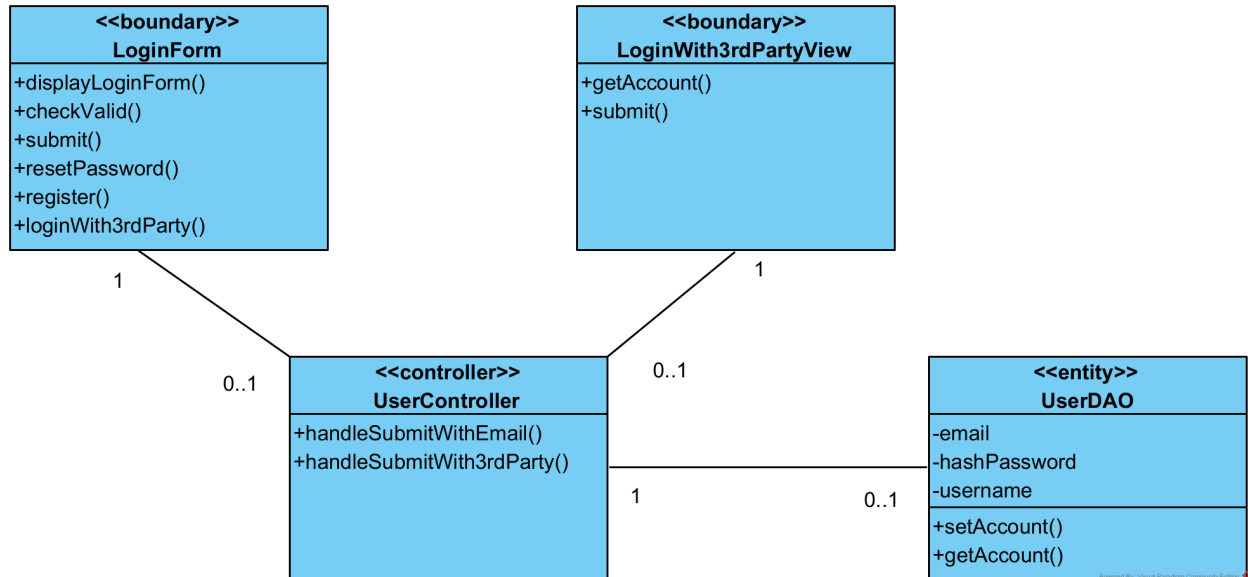 <<boundary>>
LoginForm
+displayLoginForm()
+checkValid()
+submit()
+resetPassword()
+register()
+loginWith3rdParty()
<<boundary>>
LoginWith3rdPartyView
+getAccount()
+submit()
1
1
0..1
0..1
<<controller>>
UserController
+handleSubmitWithEmail()
+handleSubmitWith3rdParty()
1
0..1
<<entity>>
UserDAO
-email
-hashPassword
-username
+setAccount()
+getAccount()